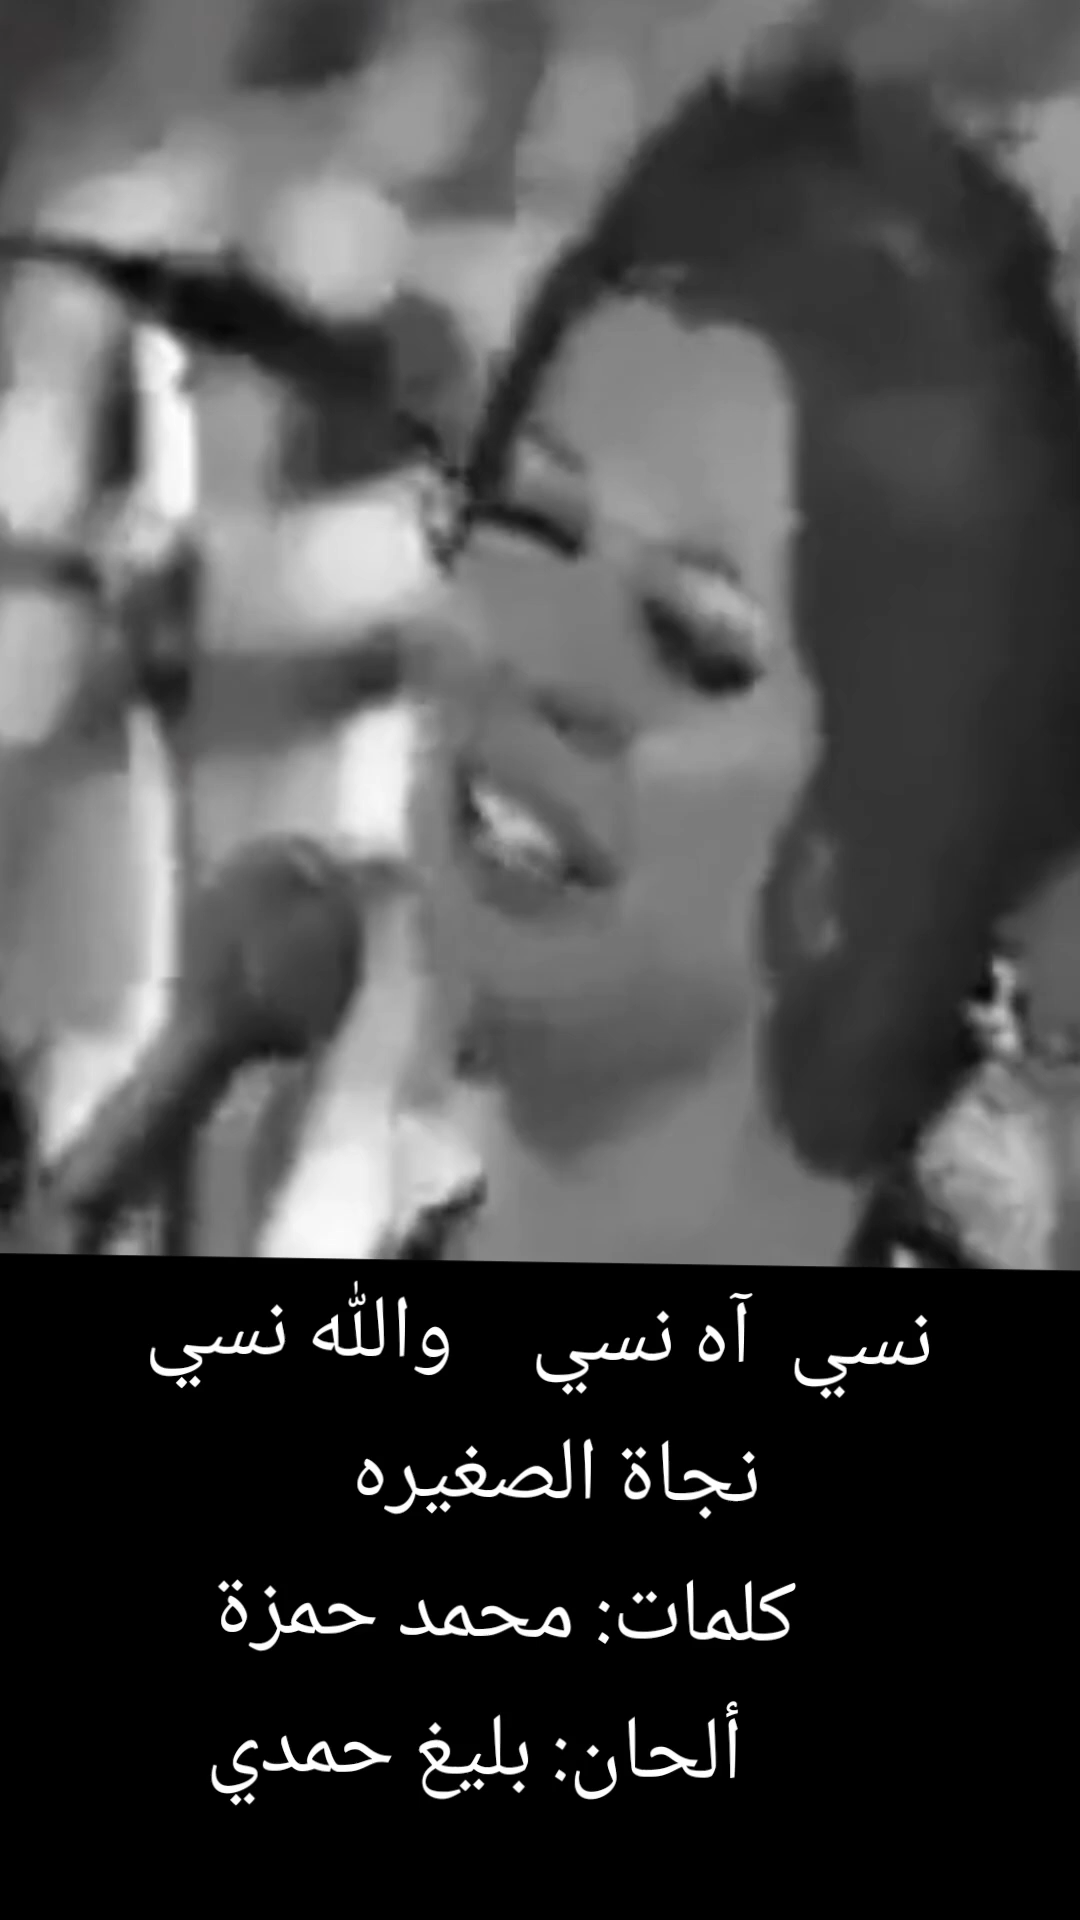 نسي آه نسي والله نسي
نجاة الصغيره
كلمات: محمد حمزة
ألحان: بليغ حمدي